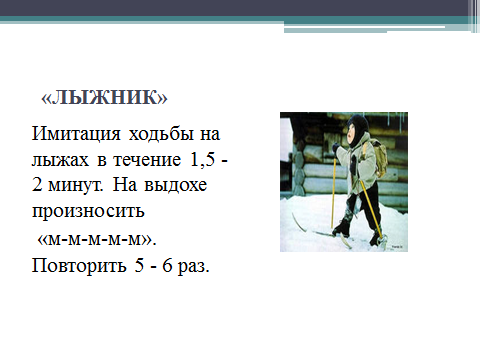 «ЛЫЖНИК»
Имитация ходьбы на
лыжах в течение 1,5 -
2 минут. На выдохе
произносить
«м-м-м-м-м».
Повторить 5 - 6 раз.